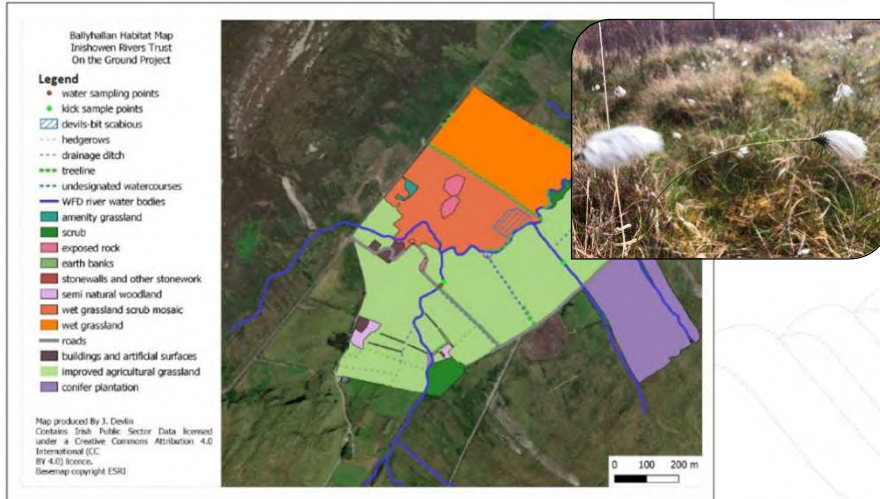 Ballyhallan Habitat Map
Inishowen Rivers Trust
On the Ground Project
Legend
water sampling points
kick sample points
devils-bit scabious
hedgerows
drainage ditch
treeline
undesignated watercourses
WFD river water bodies
amenity grassland
scrub
exposed rock
earth banks
stonewalls and other stonework
semi natural woodland
wet grassland scrub mosaic
wet grassland
roads
buildings and artificial surfaces
improved agricultural grassland
conifer plantation
Map produced By J. Devlin
Contains Irish Public Sector Data licensed
under a Creative Commons Attribution 4.0
International (CC
BY 4.0) licence.
Basemap copyright ESRI
0 100 200 m